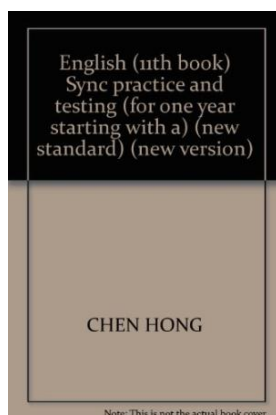 English (11th book)
Sync practice and
testing (for one year
starting with a) (new
standard) (new version)
CHEN HONG
Note: This is not the actual book cover